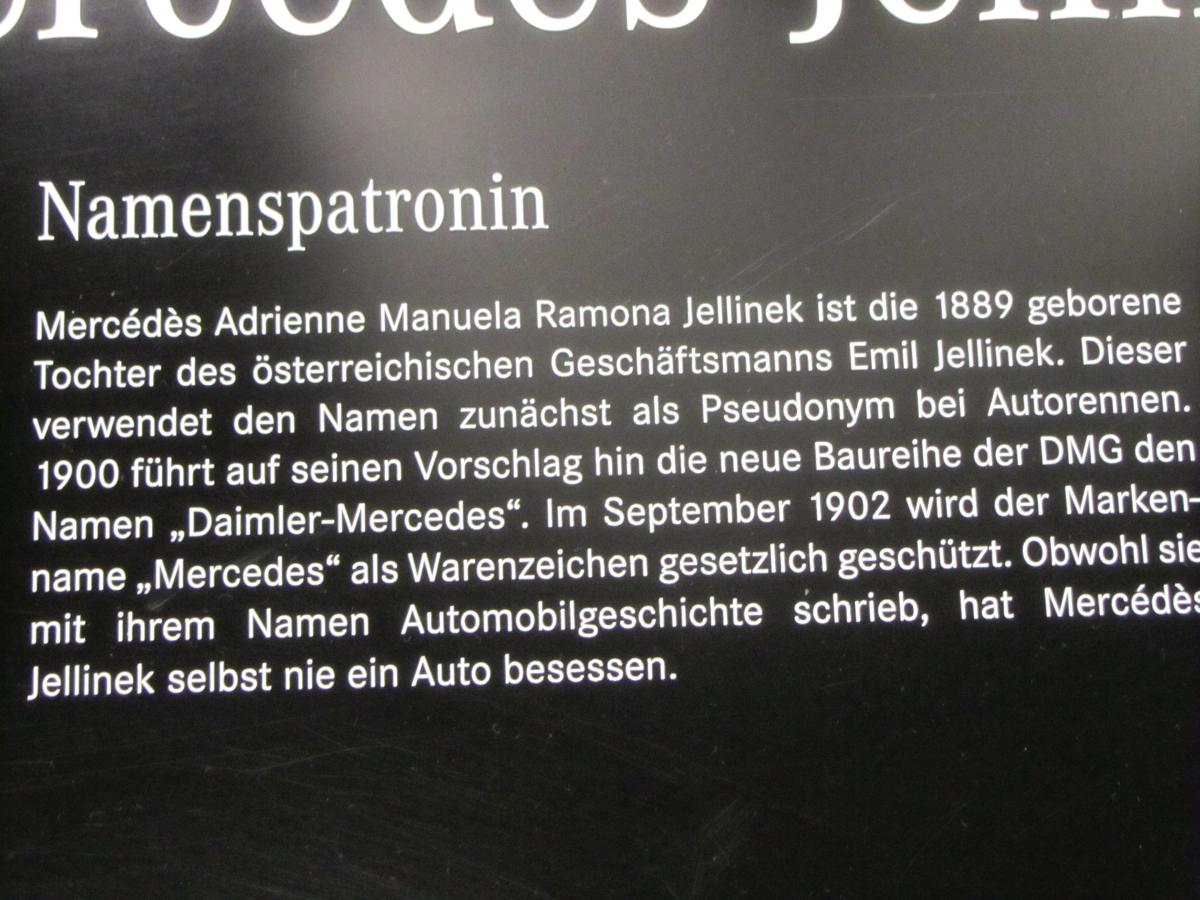 Mercedes Jellin
Namenspatronin
Mercédès Adrienne Manuela Ramona Jellinek ist die 1889 geborene
Tochter des österreichischen Geschäftsmanns Emil Jellinek. Dieser
verwendet den Namen zunächst als Pseudonym bei Autorennen.
1900 führt auf seinen Vorschlag hin die neue Baureihe der DMG den
Namen „Daimler-Mercedes“. Im September 1902 wird der Marken-
name „Mercedes“ als Warenzeichen gesetzlich geschützt. Obwohl sie
mit ihrem Namen Automobilgeschichte schrieb, hat Mercédès
Jellinek selbst nie ein Auto besessen.